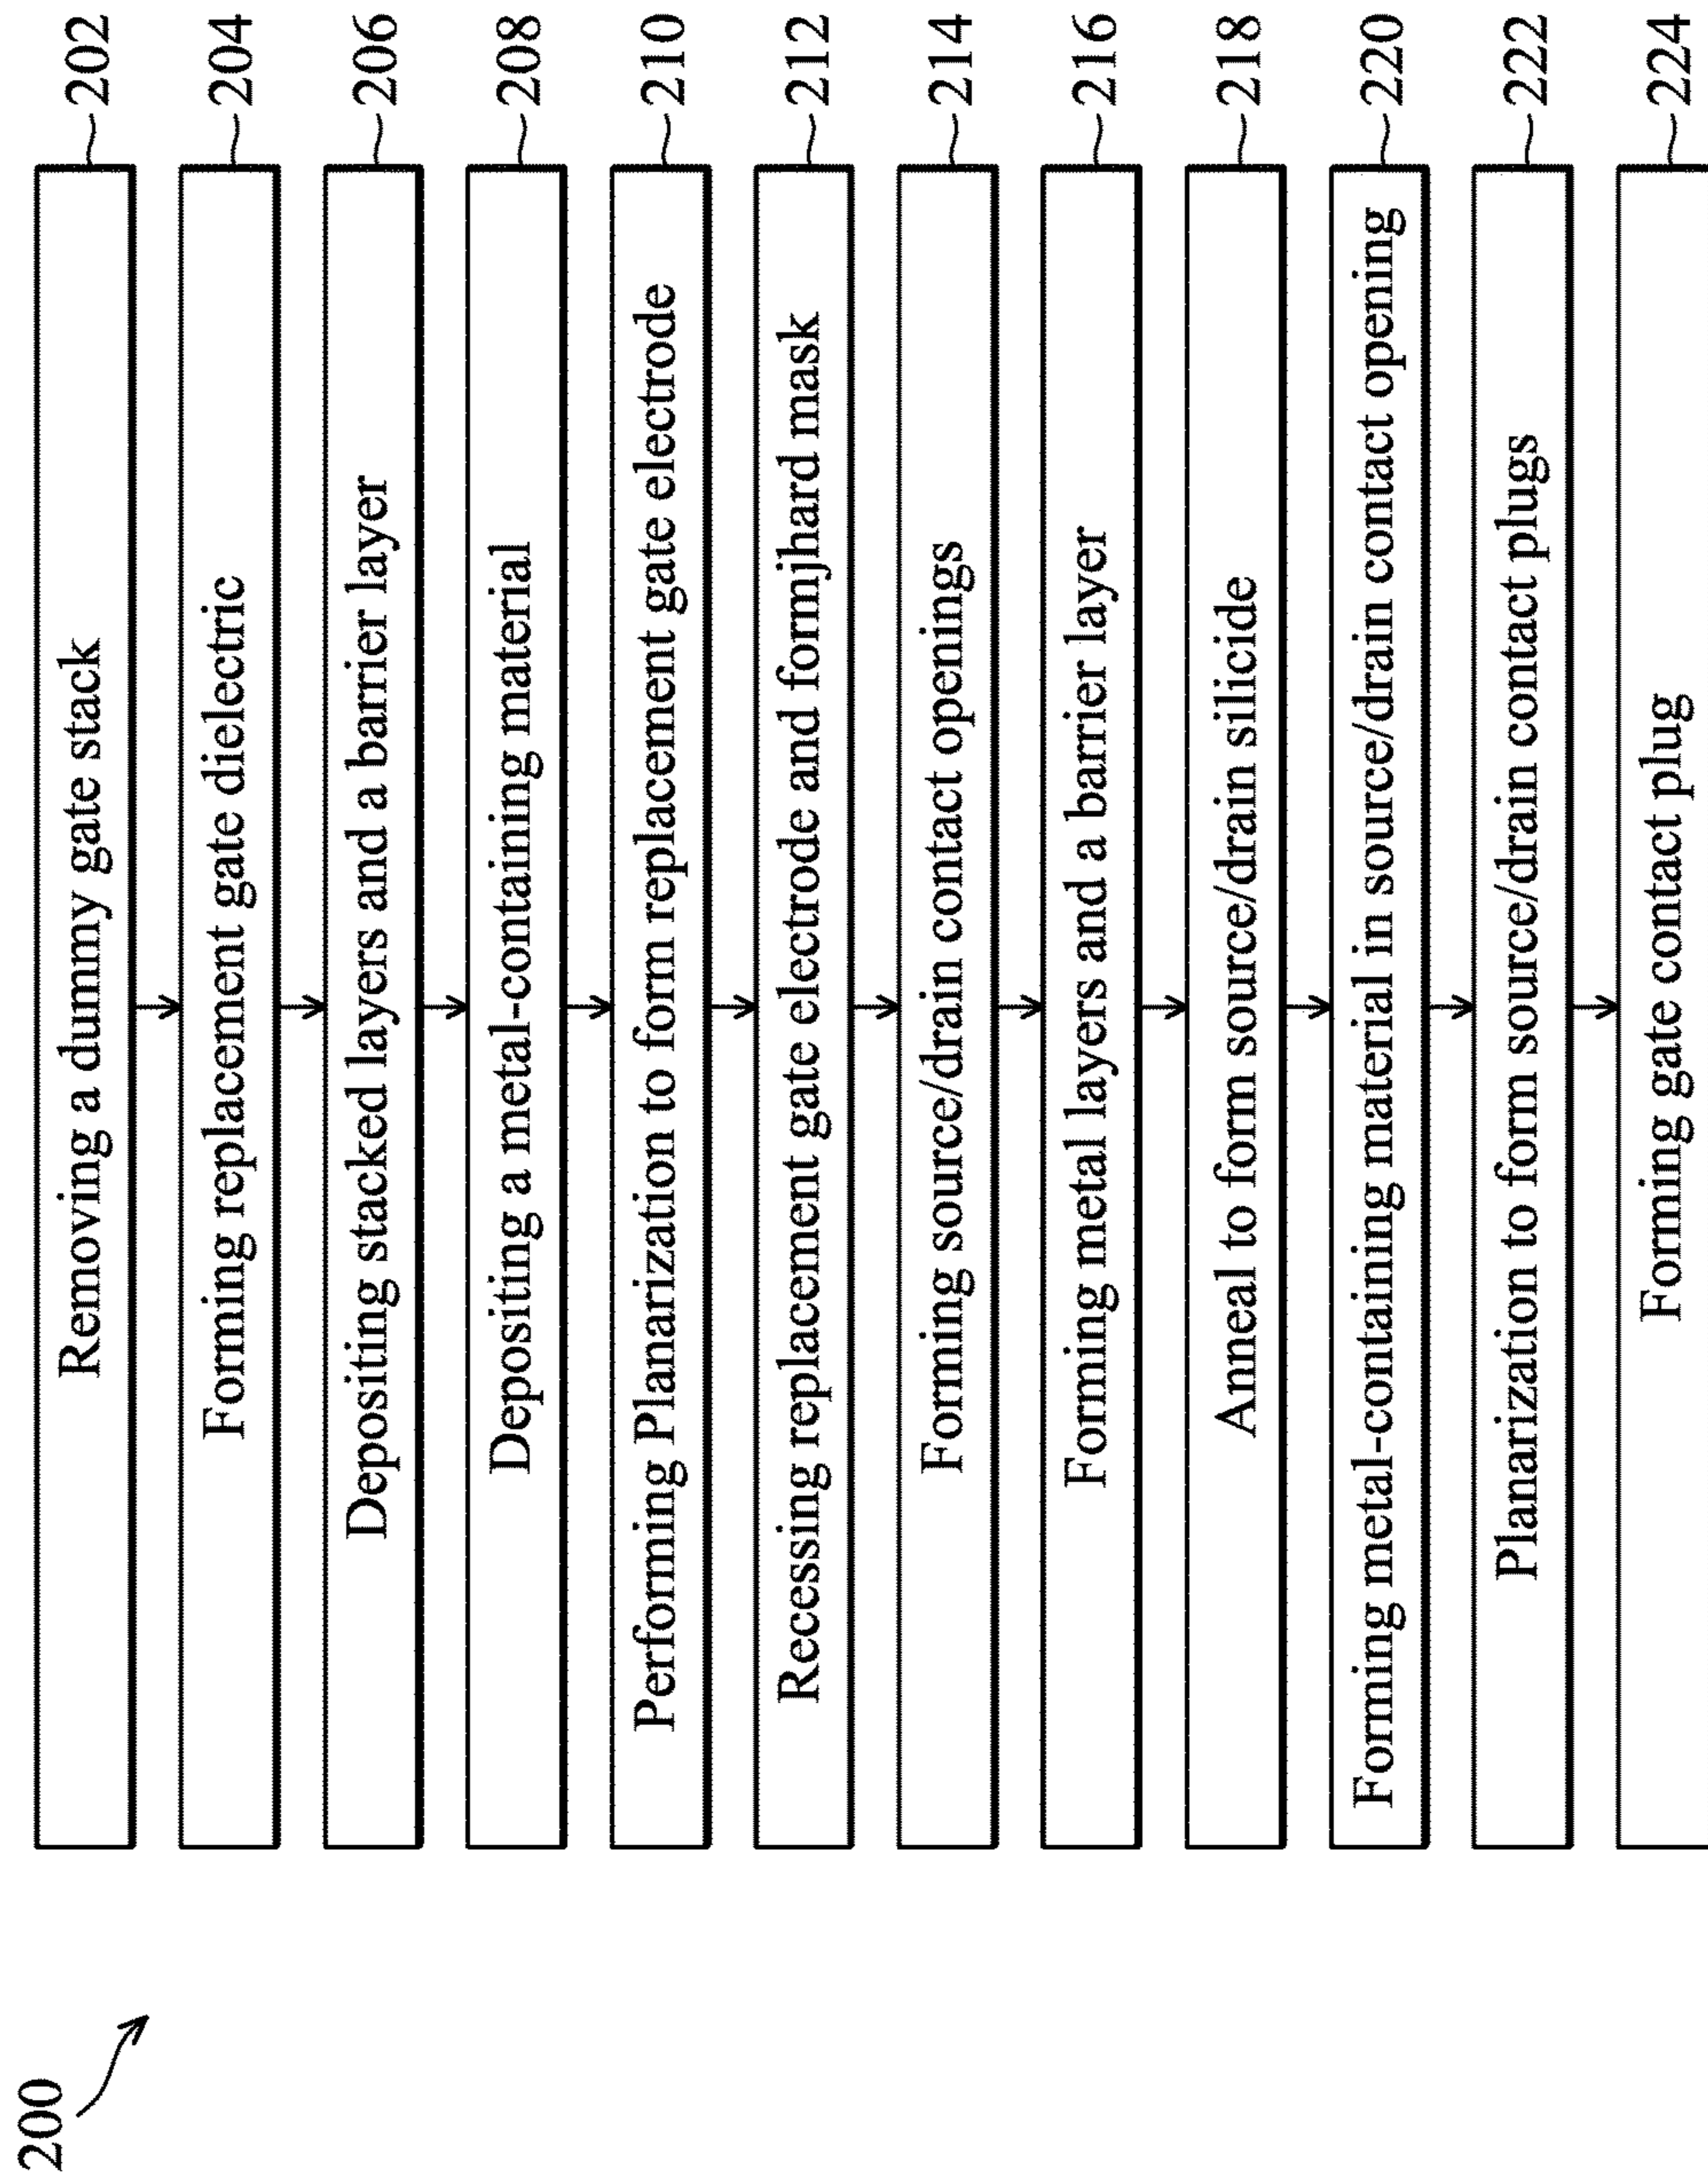 200
Removing a dummy gate stack 202
Forming replacement gate dielectric 204
Depositing stacked layers and a barrier layer 206
Depositing a metal-containing material 208
Performing Planarization to form replacement gate electrode 210
Recessing replacement gate electrode and formjhard mask 212
Forming source/drain contact openings 214
Forming metal layers and a barrier layer 216
Anneal to form source/drain silicide 218
Forming metal-containing material in source/drain contact opening 220
Planarization to form source/drain contact plugs 222
Forming gate contact plug 224